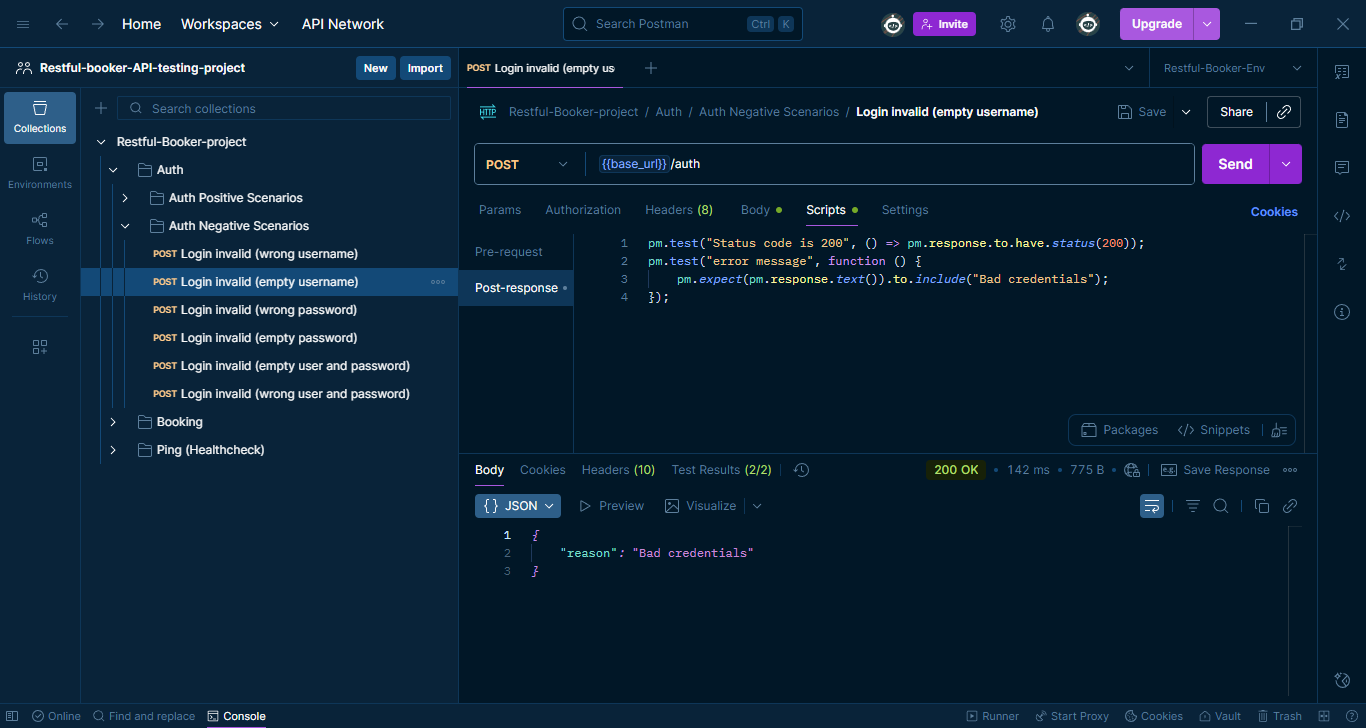 Home Workspaces API Network Search Postman Ctrl K Invite Upgrade
Restful-booker-API-testing-project New Import POST Login invalid (empty us Restful-Booker-Env
Collections
Environments
Flows
History
Search collections
Restful-Booker-project
Auth
Auth Positive Scenarios
Auth Negative Scenarios
POST Login invalid (wrong username)
POST Login invalid (empty username)
POST Login invalid (wrong password)
POST Login invalid (empty password)
POST Login invalid (empty user and password)
POST Login invalid (wrong user and password)
Booking
Ping (Healthcheck)
HTTP Restful-Booker-project / Auth / Auth Negative Scenarios / Login invalid (empty username) Save Share
POST {{base_url}}/auth Send
Params Authorization Headers (8) Body Scripts Settings Cookies
Pre-request
Post-response
1 pm.test("Status code is 200", () => pm.response.to.have.status(200));
2 pm.test("error message", function () {
3 pm.expect(pm.response.text()).to.include("Bad credentials");
4 });
Packages </> Snippets
Body Cookies Headers (10) Test Results (2/2) 200 OK 142 ms 775 B e.g. Save Response
{} JSON Preview Visualize
1 {
2 "reason": "Bad credentials"
3 }
Online Find and replace Console Runner Start Proxy Cookies Vault Trash